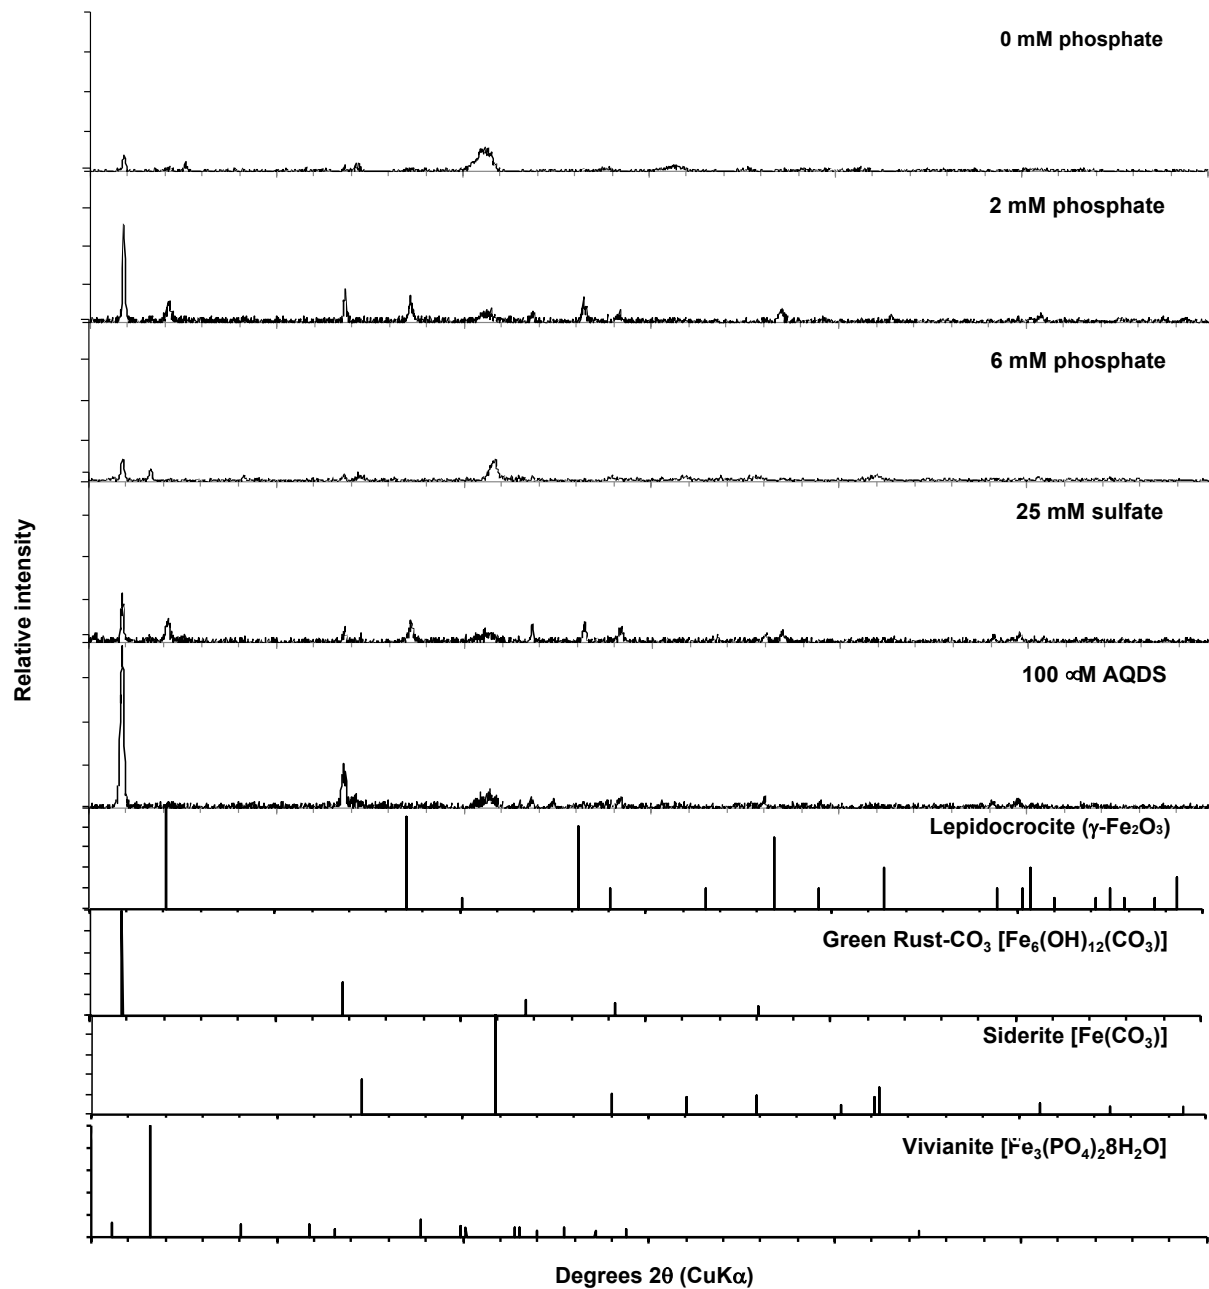 0 mM phosphate
2 mM phosphate
6 mM phosphate
25 mM sulfate
Relative intensity
100 ∝M AQDS
Lepidocrocite (γ-Fe₂O₃)
Green Rust-CO₃ [Fe₆(OH)₁₂(CO₃)]
Siderite [Fe(CO₃)]
Vivianite [Fe₃(PO₄)₂8H₂O]
Degrees 2θ (CuKα)